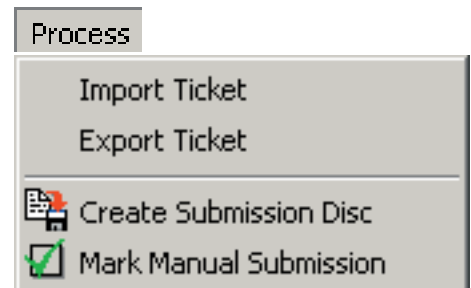 Process
Import Ticket
Export Ticket
Create Submission Disc
Mark Manual Submission